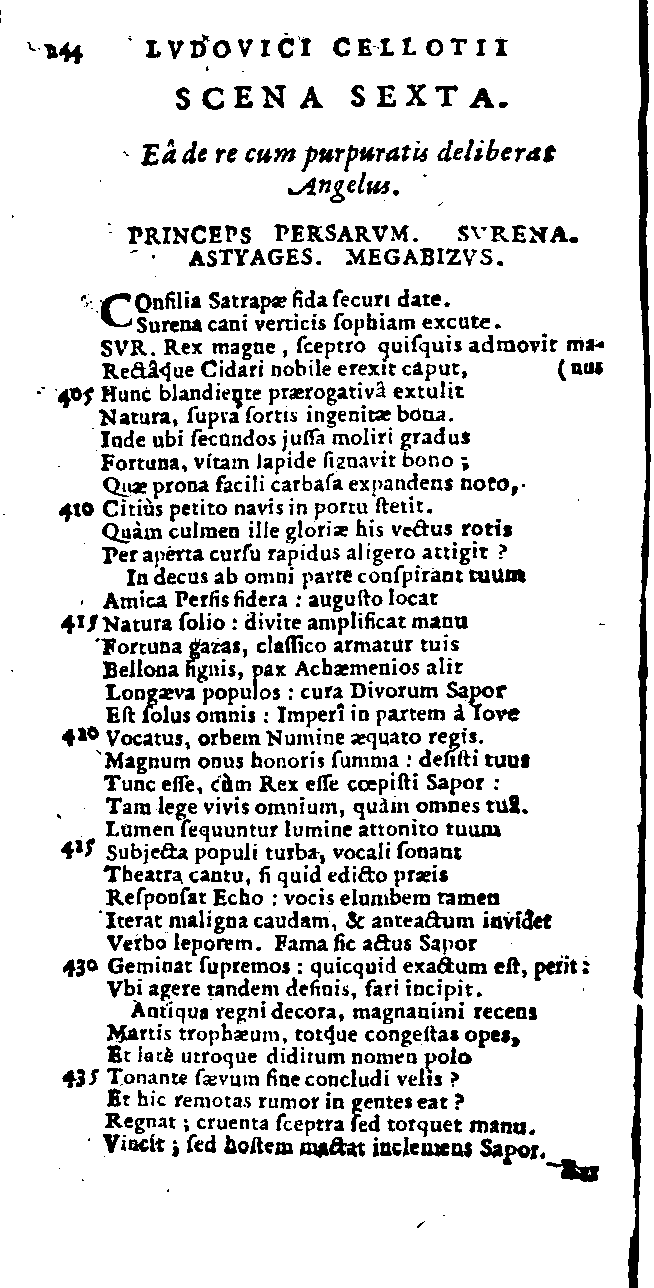 244 LVDOVICI CELLOTII
SCENA SEXTA.
Eâ de re cum purpuratis deliberat
Angelus.
PRINCEPS PERSARVM. SVRENA.
ASTYAGES. MEGABIZVS.
COnſilia Satrapæ fida ſecuri date.
Surena cani verticis ſophiam excute.
SVR. Rex magne, ſceptro quiſquis admovit ma-
Rectâque Cidari nobile erexit caput, (nus
405 Hunc blandiente prærogativâ extulit
Natura, ſupra ſortis ingenitæ bona.
Inde ubi ſecundos juſſa moliri gradus
Fortuna, vitam lapide ſignavit bono;
Quæ prona facili carbaſa expandens noto,
410 Citiùs petito navis in portu ſtetit.
Quàm culmen ille gloriæ his vectus rotis
Per aperta curſu rapidus aligero attigit?
In decus ab omni parte conſpirant tuum
Amica Perſis ſidera: auguſto locat
415 Natura ſolio: divite amplificat manu
Fortuna gazas, claſſico armatur tuis
Bellona ſignis, pax Achæmenios alit
Longæva populos: cura Divorum Sapor
Eſt ſolus omnis: Imperî in partem à Iove
420 Vocatus, orbem Numine æquato regis.
Magnum onus honoris ſumma: deſiſti tuus
Tunc eſſe, cùm Rex eſſe cœpiſti Sapor:
Tam lege vivis omnium, quàm omnes tuâ.
Lumen ſequuntur lumine attonito tuum
425 Subjecta populi turba, vocali ſonant
Theatra cantu, ſi quid edicto præis
Reſponſat Echo: vocis elumbem tamen
Iterat maligna caudam, & anteactum invidet
Verbo leporem. Fama ſic actus Sapor
430 Geminat ſupremos: quicquid exactum eſt, perit:
Vbi agere tandem deſinis, fari incipit.
Antiqua regni decora, magnanimi recens
Martis trophæum, totque congeſtas opes,
Et latè utroque diditum nomen polo
435 Tonante ſævum fine concludi velis?
Et hic remotas rumor in gentes eat?
Regnat; cruenta ſceptra ſed torquet manu.
Vincit; ſed hoſtem mactat inclemens Sapor.